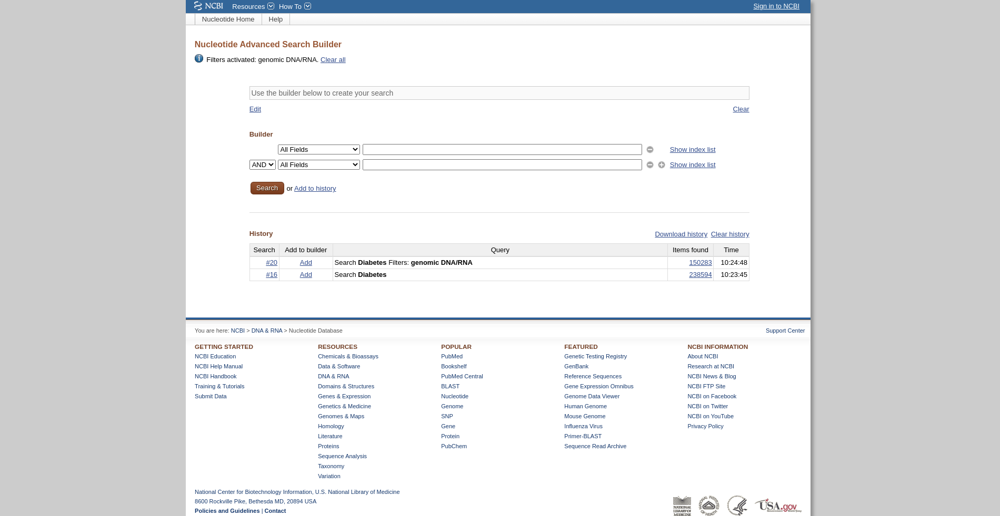 NCBI Resources How To Sign in to NCBI
Nucleotide Home Help
Nucleotide Advanced Search Builder
Filters activated: genomic DNA/RNA. Clear all
Use the builder below to create your search
Edit Clear
Builder
All Fields Show index list
AND All Fields Show index list
Search or Add to history
History Download history Clear history
Search Add to builder Query Items found Time
#20 Add Search Diabetes Filters: genomic DNA/RNA 150283 10:24:48
#16 Add Search Diabetes 238594 10:23:45
You are here: NCBI > DNA & RNA > Nucleotide Database Support Center
GETTING STARTED
NCBI Education
NCBI Help Manual
NCBI Handbook
Training & Tutorials
Submit Data
RESOURCES
Chemicals & Bioassays
Data & Software
DNA & RNA
Domains & Structures
Genes & Expression
Genetics & Medicine
Genomes & Maps
Homology
Literature
Proteins
Sequence Analysis
Taxonomy
Variation
POPULAR
PubMed
Bookshelf
PubMed Central
BLAST
Nucleotide
Genome
SNP
Gene
Protein
PubChem
FEATURED
Genetic Testing Registry
GenBank
Reference Sequences
Gene Expression Omnibus
Genome Data Viewer
Human Genome
Mouse Genome
Influenza Virus
Primer-BLAST
Sequence Read Archive
NCBI INFORMATION
About NCBI
Research at NCBI
NCBI News & Blog
NCBI FTP Site
NCBI on Facebook
NCBI on Twitter
NCBI on YouTube
Privacy Policy
National Center for Biotechnology Information, U.S. National Library of Medicine
8600 Rockville Pike, Bethesda MD, 20894 USA
Policies and Guidelines | Contact
NATIONAL
LIBRARY OF
MEDICINE
NATIONAL INSTITUTES
OF HEALTH
USA.gov
Government Made Easy